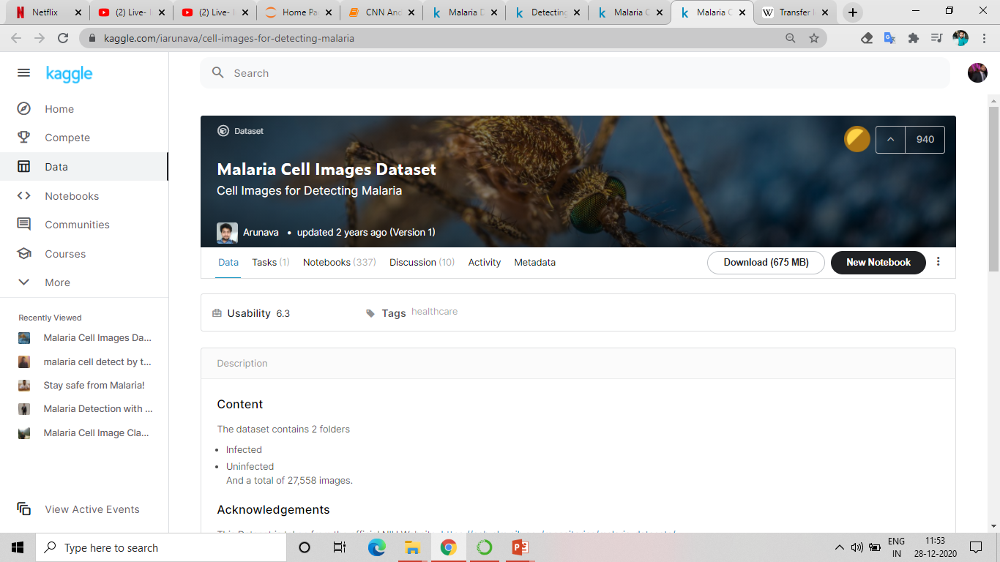 Netflix
(2) Live-
(2) Live-
Home Pa
CNN And
Malaria D
Detecting
Malaria C
Malaria C
W Transfer
kaggle.com/iarunava/cell-images-for-detecting-malaria
kaggle
Search
Home
Compete
Data
Notebooks
Communities
Courses
More
Recently Viewed
Malaria Cell Images Da...
malaria cell detect by t...
Stay safe from Malaria!
Malaria Detection with ...
Malaria Cell Image Cla...
View Active Events
Dataset
940
Malaria Cell Images Dataset
Cell Images for Detecting Malaria
Arunava • updated 2 years ago (Version 1)
Data Tasks (1) Notebooks (337) Discussion (10) Activity Metadata Download (675 MB) New Notebook
Usability 6.3 Tags healthcare
Description
Content
The dataset contains 2 folders
• Infected
• Uninfected
And a total of 27,558 images.
Acknowledgements
Type here to search
ENG
IN
11:53
28-12-2020